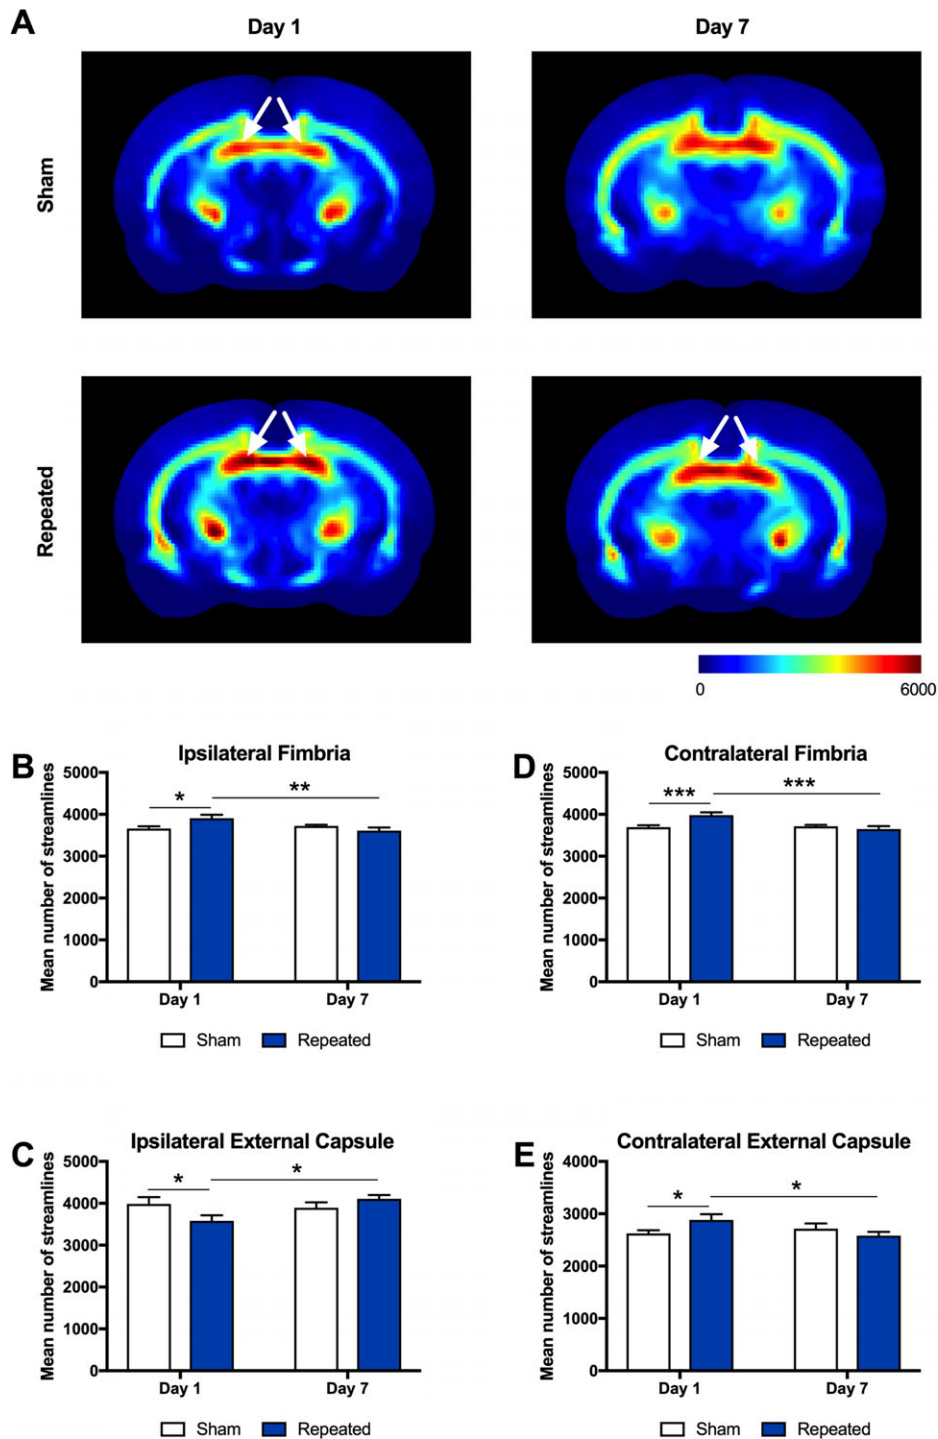 A
Day 1
Day 7
Sham
Repeated
0
6000
B
Ipsilateral Fimbria
Mean number of streamlines
5000
4000
3000
2000
1000
0
*
**
Day 1
Day 7
Sham
Repeated
D
Contralateral Fimbria
Mean number of streamlines
5000
4000
3000
2000
1000
0
***
***
Day 1
Day 7
Sham
Repeated
C
Ipsilateral External Capsule
Mean number of streamlines
5000
4000
3000
2000
1000
0
*
*
Day 1
Day 7
Sham
Repeated
E
Contralateral External Capsule
Mean number of streamlines
4000
3000
2000
1000
0
*
*
Day 1
Day 7
Sham
Repeated